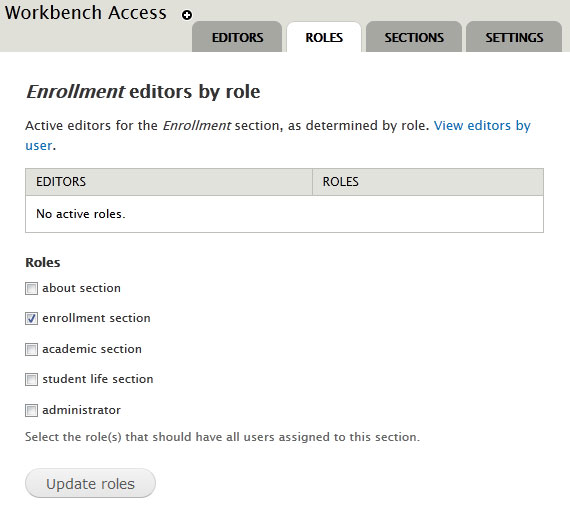 Workbench Access
EDITORS ROLES SECTIONS SETTINGS
Enrollment editors by role
Active editors for the Enrollment section, as determined by role. View editors by
user.
EDITORS ROLES
No active roles.
Roles
about section
enrollment section
academic section
student life section
administrator
Select the role(s) that should have all users assigned to this section.
Update roles